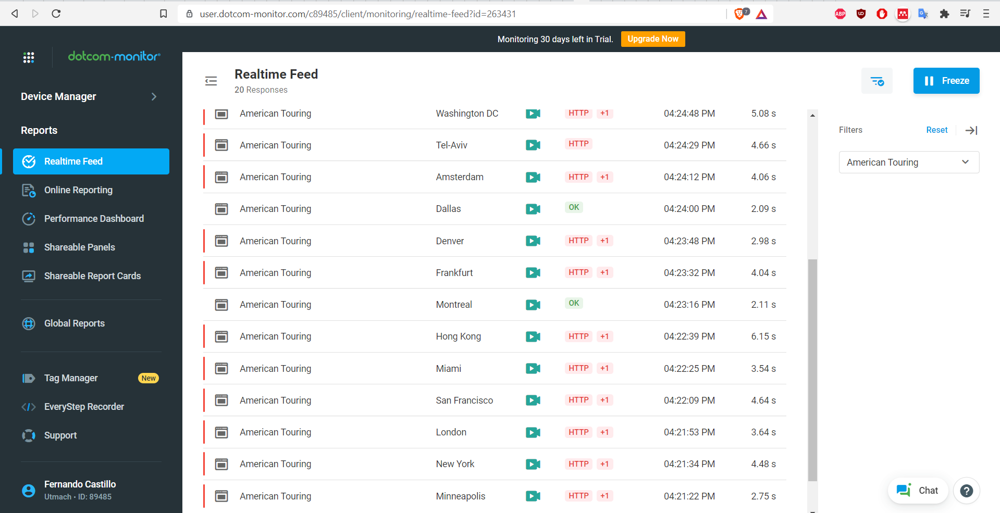 user.dotcom-monitor.com/c89485/client/monitoring/realtime-feed?id=263431
7
ABP
Monitoring 30 days left in Trial. Upgrade Now
dotcom-monitor®
Device Manager
Reports
Realtime Feed
Online Reporting
Performance Dashboard
Shareable Panels
Shareable Report Cards
Global Reports
Tag Manager New
EveryStep Recorder
Support
Fernando Castillo
Utmach • ID: 89485
Realtime Feed
20 Responses
Freeze
American Touring Washington DC HTTP +1 04:24:48 PM 5.08 s
American Touring Tel-Aviv HTTP 04:24:29 PM 4.66 s
American Touring Amsterdam HTTP +1 04:24:12 PM 4.06 s
American Touring Dallas OK 04:24:00 PM 2.09 s
American Touring Denver HTTP +1 04:23:48 PM 2.98 s
American Touring Frankfurt HTTP +1 04:23:32 PM 4.04 s
American Touring Montreal OK 04:23:16 PM 2.11 s
American Touring Hong Kong HTTP +1 04:22:39 PM 6.15 s
American Touring Miami HTTP +1 04:22:25 PM 3.54 s
American Touring San Francisco HTTP +1 04:22:09 PM 4.64 s
American Touring London HTTP +1 04:21:53 PM 3.64 s
American Touring New York HTTP +1 04:21:34 PM 4.48 s
American Touring Minneapolis HTTP +1 04:21:22 PM 2.75 s
Filters Reset
American Touring
Chat
?